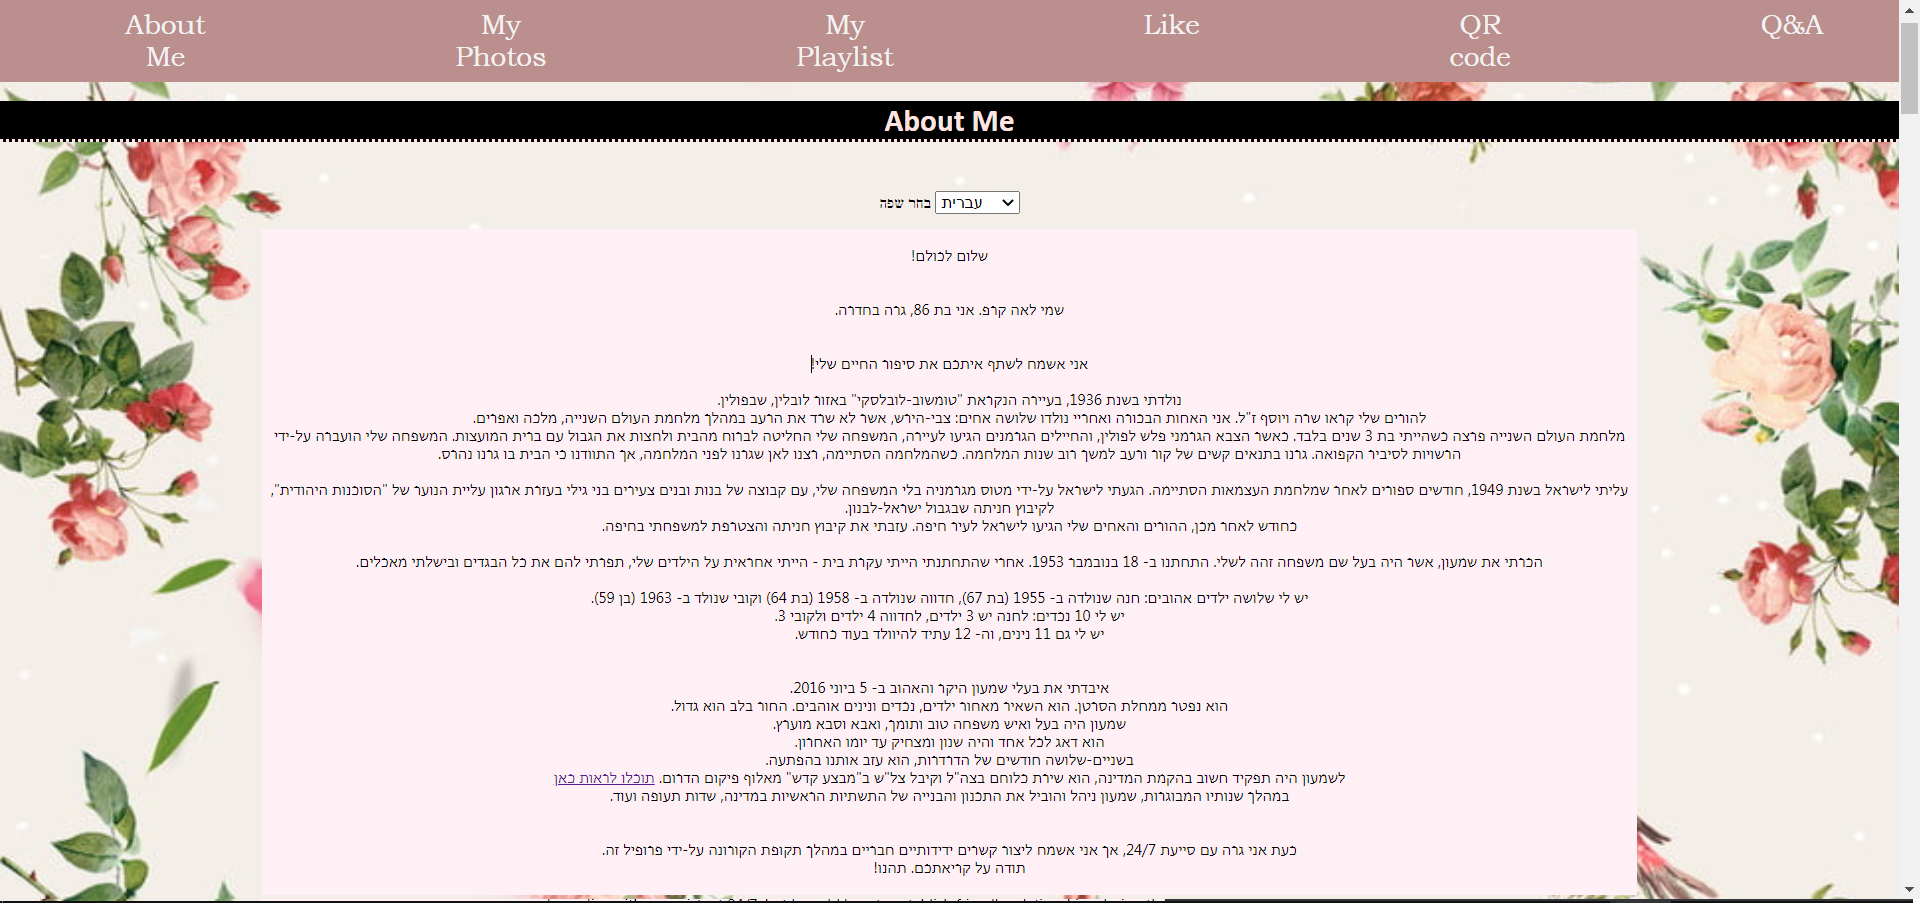 About
Me
My
Photos
My
Playlist
Like
QR
code
Q&A
About Me
בחר שפה
עברית
שלום לכולם!
שמי לאה קרפ. אני בת 86, גרה בחדרה.
אני אשמח לשתף איתכם את סיפור החיים שלי!
נולדתי בשנת 1936, בעיירה הנקראת "טומשוב-לובלסקי" באזור לובלין, שבפולין.
להורים שלי קראו שרה ויוסף ז"ל. אני האחות הבכורה ואחריי נולדו שלושה אחים: צבי-הירש, אשר לא שרד את הרעב במהלך מלחמת העולם השנייה, מלכה ואפרים.
מלחמת העולם השנייה פרצה כשהייתי בת 3 שנים בלבד. כאשר הצבא הגרמני פלש לפולין, והחיילים הגרמנים הגיעו לעיירה, המשפחה שלי החליטה לברוח מהבית ולחצות את הגבול עם ברית המועצות. המשפחה שלי הועברה על-ידי
הרשויות לסיביר הקפואה. גרנו בתנאים קשים של קור ורעב למשך רוב שנות המלחמה. כשהמלחמה הסתיימה, רצנו לאן שגרנו לפני המלחמה, אך התוודנו כי הבית בו גרנו נהרס.
עליתי לישראל בשנת 1949, חודשים ספורים לאחר שמלחמת העצמאות הסתיימה. הגעתי לישראל על-ידי מטוס מגרמניה בלי המשפחה שלי, עם קבוצה של בנות ובנים צעירים בני גילי בעזרת ארגון עליית הנוער של "הסוכנות היהודית",
לקיבוץ חניתה שבגבול ישראל-לבנון.
כחודש לאחר מכן, ההורים והאחים שלי הגיעו לישראל לעיר חיפה. עזבתי את קיבוץ חניתה והצטרפת למשפחתי בחיפה.
הכרתי את שמעון, אשר היה בעל שם משפחה זהה לשלי. התחתנו ב- 18 בנובמבר 1953. אחרי שהתחתנתי הייתי עקרת בית - הייתי אחראית על הילדים שלי, תפרתי להם את כל הבגדים ובישלתי מאכלים.
יש לי שלושה ילדים אהובים: חנה שנולדה ב- 1955 (בת 67), חדווה שנולדה ב- 1958 (בת 64) וקובי שנולד ב- 1963 (בן 59).
יש לי 10 נכדים: לחנה יש 3 ילדים, לחדווה 4 ילדים ולקובי 3.
יש לי גם 11 נינים, וה- 12 עתיד להיוולד בעוד כחודש.
איבדתי את בעלי שמעון היקר והאהוב ב- 5 ביוני 2016.
הוא נפטר ממחלת הסרטן. הוא השאיר מאחור ילדים, נכדים ונינים אוהבים. החור בלב הוא גדול.
שמעון היה בעל ואיש משפחה טוב ותומך, ואבא וסבא מוערץ.
הוא דאג לכל אחד והיה שנון ומצחיק עד יומו האחרון.
בשניים-שלושה חודשים של הדרדרות, הוא עזב אותנו בהפתעה.
לשמעון היה תפקיד חשוב בהקמת המדינה, הוא שירת כלוחם בצה"ל וקיבל צל"ש ב"מבצע קדש" מאלוף פיקום הדרום. תוכלו לראות כאן
במהלך שנותיו המבוגרות, שמעון ניהל והוביל את התכנון והבנייה של התשתיות הראשיות במדינה, שדות תעופה ועוד.
כעת אני גרה עם סייעת 24/7, אך אני אשמח ליצור קשרים ידידותיים חבריים במהלך תקופת הקורונה על-ידי פרופיל זה.
תודה על קריאתכם. תהנו!